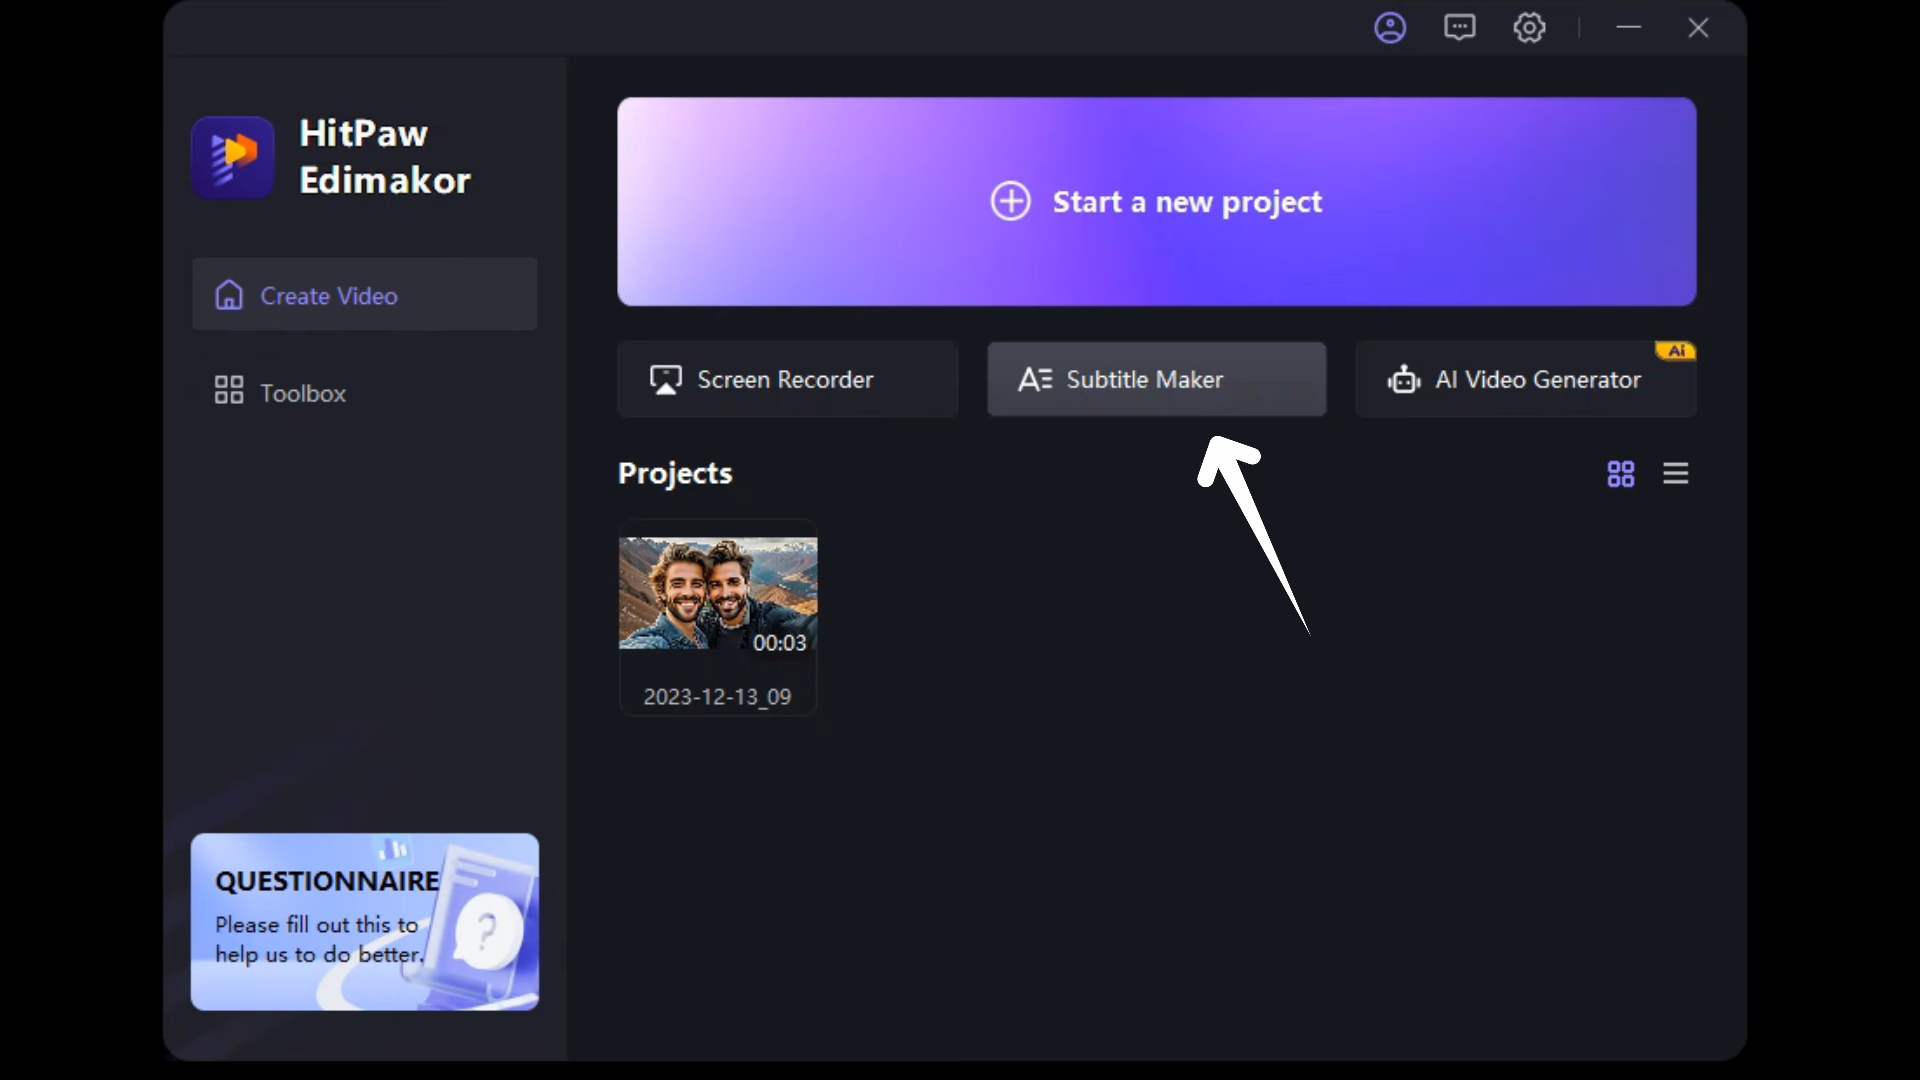 HitPaw
Edimakor
Create Video
Toolbox
QUESTIONNAIRE
Please fill out this to
help us to do better.
Start a new project
Screen Recorder
Subtitle Maker
AI Video Generator
Ai
Projects
00:03
2023-12-13_09